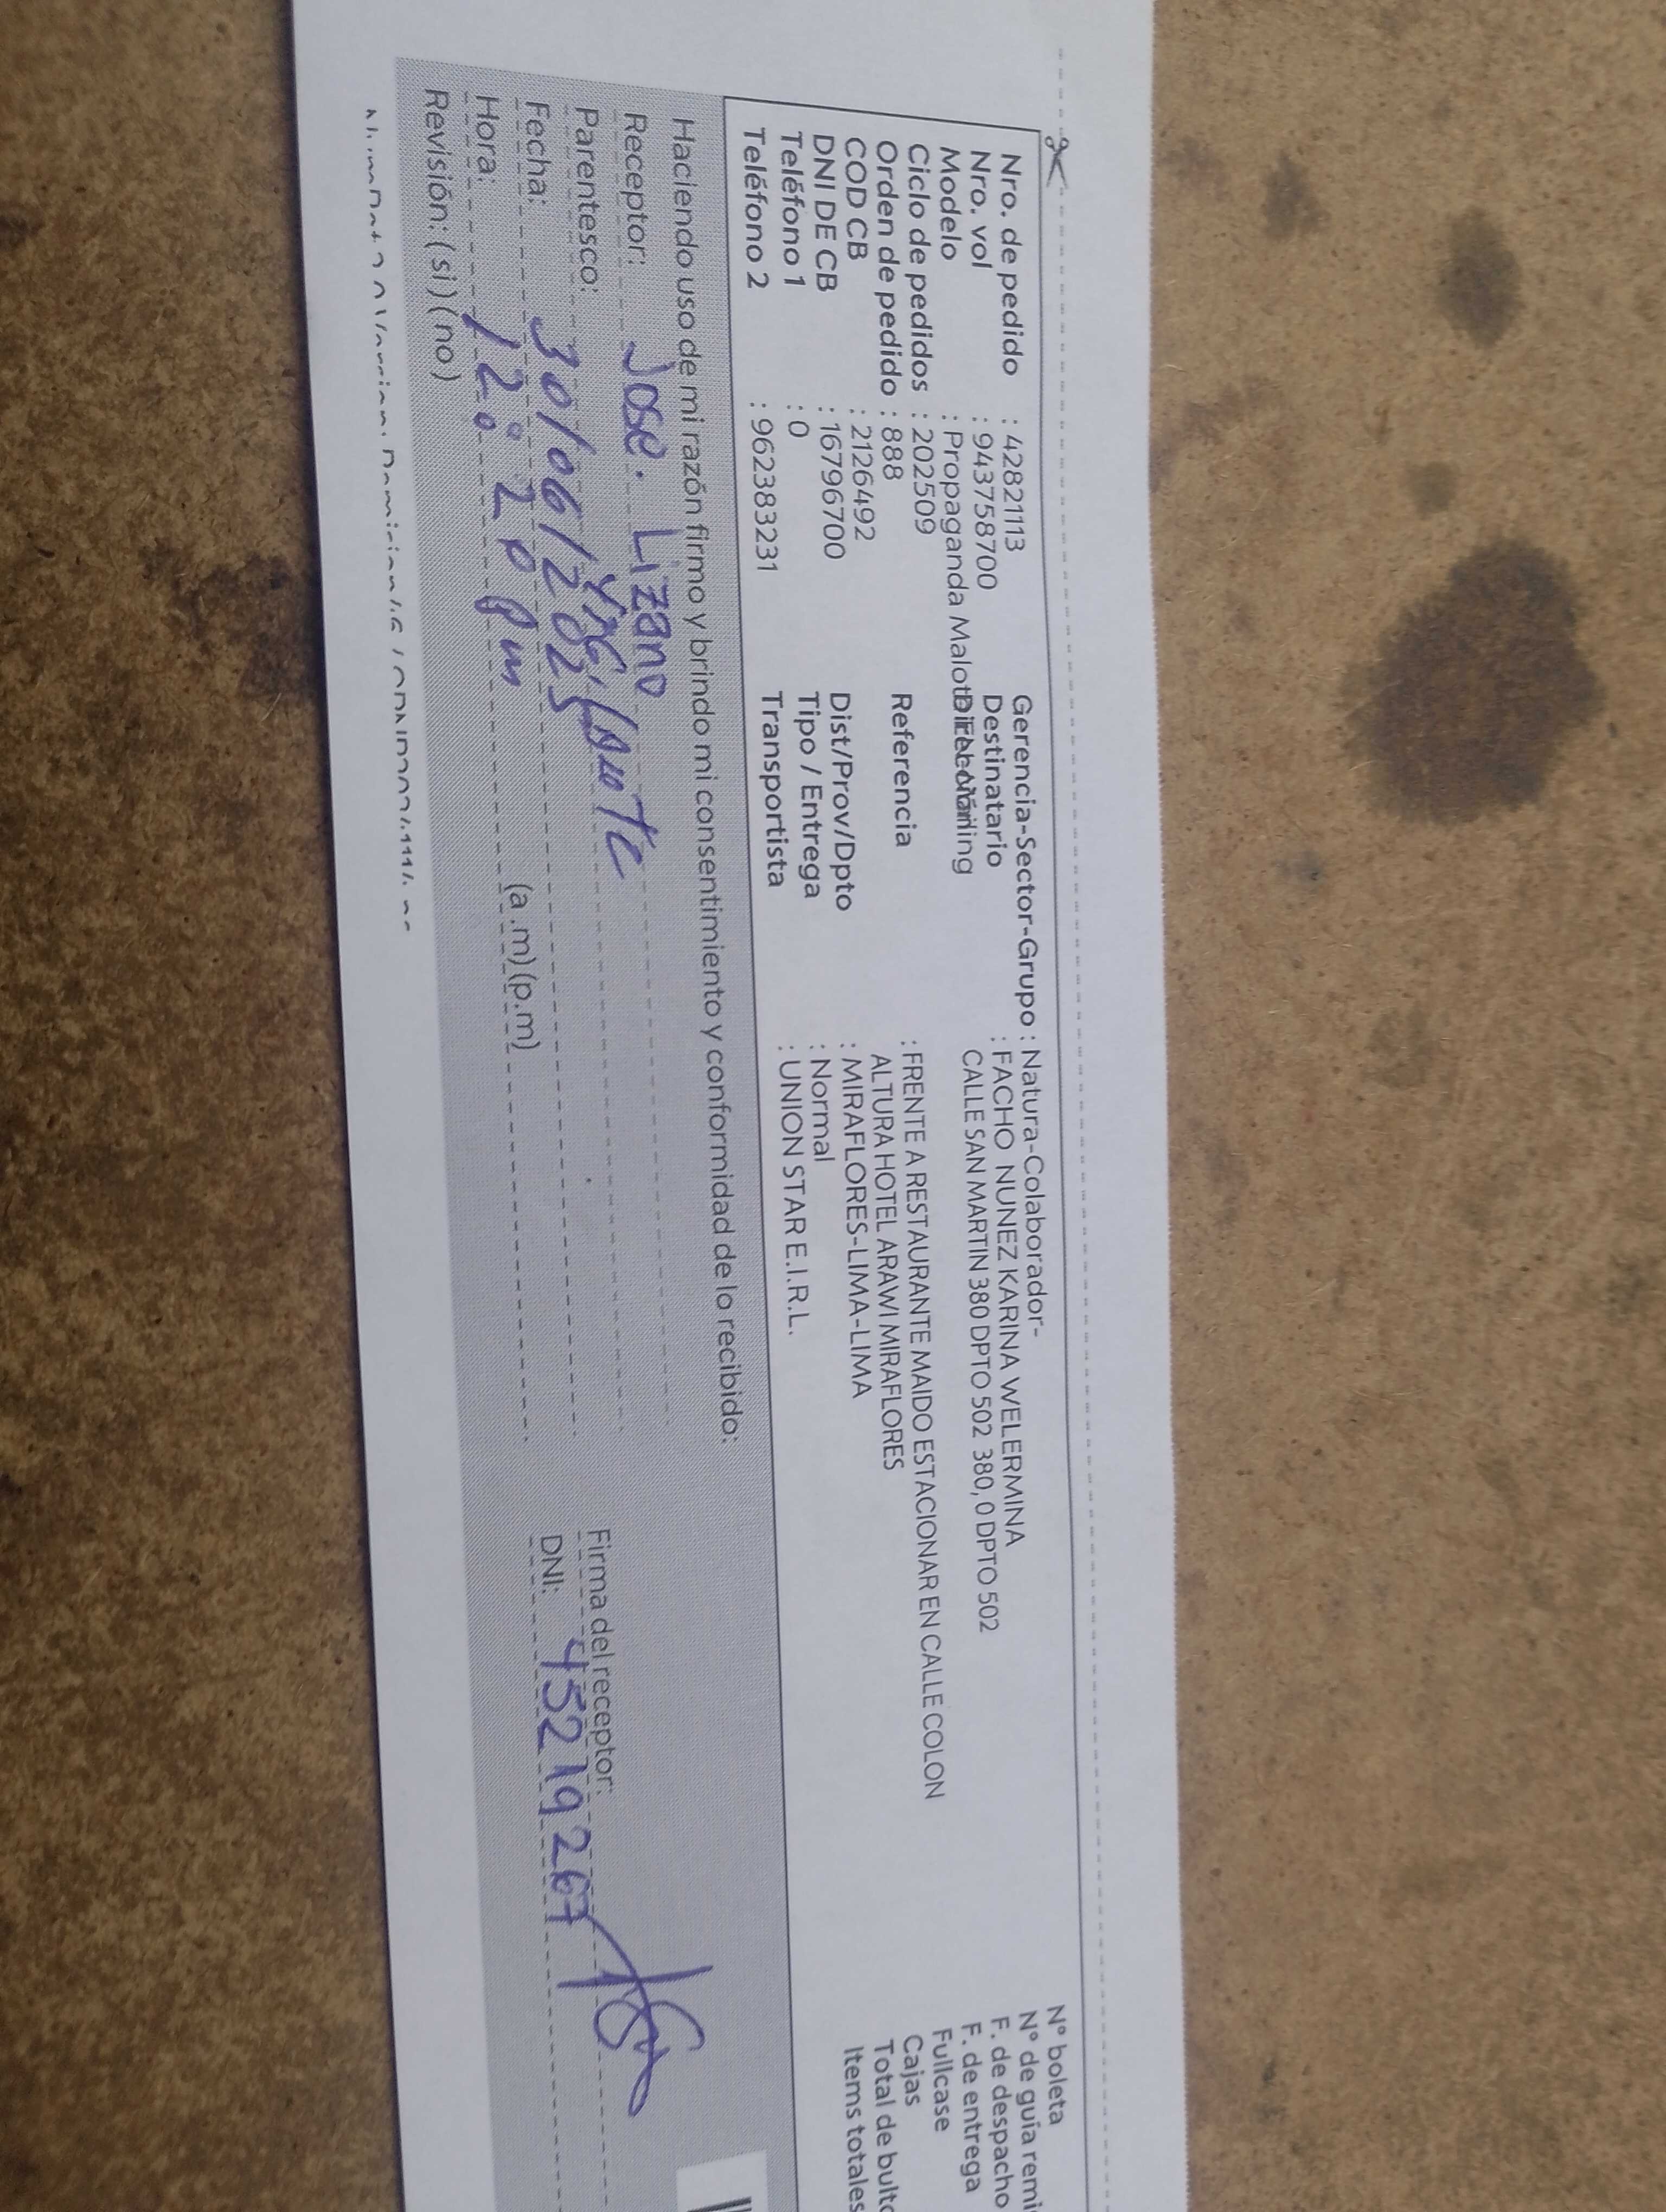 Nro. de pedido : 42821113
Nro. vol : 943758700
Modelo : Propaganda Malote
Ciclo de pedidos : 202509
Orden de pedido : 888
COD CB : 2126492
DNI DE CB : 16796700
Teléfono 1 : 0
Teléfono 2 : 962383231
Gerencia-Sector-Grupo : Natura-Colaborador-
Destinatario : FACHO NUNEZ KARINA WELERMINA
CALLE SAN MARTIN 380 DPTO 502 380, 0 DPTO 502
Referencia : FRENTE A RESTAURANTE MAIDO ESTACIONAR EN CALLE COLON
ALTURA HOTEL ARAWI MIRAFLORES
Dist/Prov/Dpto : MIRAFLORES-LIMA-LIMA
Tipo / Entrega : Normal
Transportista : UNION STAR E.I.R.L.
N° boleta
N° de guía remi
F. de despacho
F. de entrega
Fullcase
Cajas
Total de bulto
Items totales
Haciendo uso de mi razón firmo y brindo mi consentimiento y conformidad de lo recibido:
Receptor: Jose. Lizano
Parentesco: Vigilante
Fecha: 30/06/2025
Hora: 12:20 pm (a.m)(p.m)
Revisión: (si) (no)
Firma del receptor:
DNI: 45219267